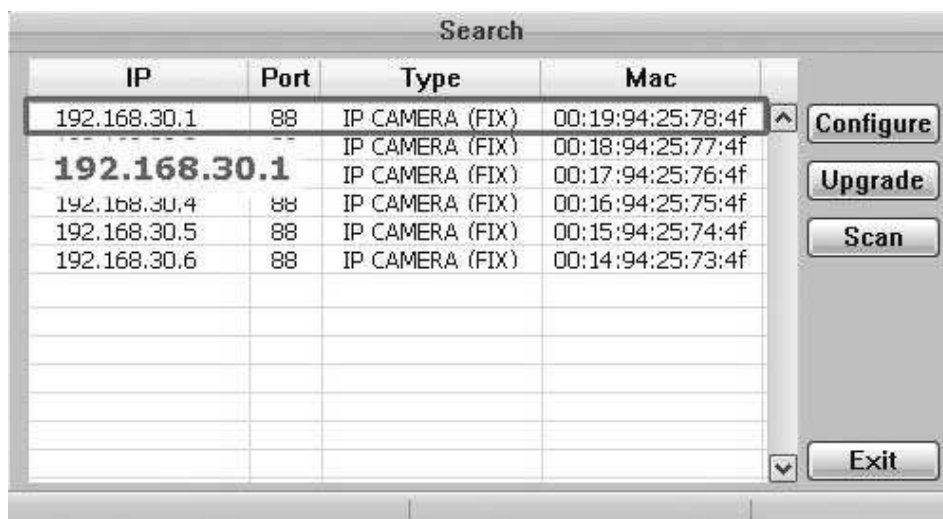 Search
IP Port Type Mac
192.168.30.1 88 IP CAMERA (FIX) 00:19:94:25:78:4f
IP CAMERA (FIX) 00:18:94:25:77:4f
192.168.30.1
IP CAMERA (FIX) 00:17:94:25:76:4f
192.168.30.4 88 IP CAMERA (FIX) 00:16:94:25:75:4f
192.168.30.5 88 IP CAMERA (FIX) 00:15:94:25:74:4f
192.168.30.6 88 IP CAMERA (FIX) 00:14:94:25:73:4f
Configure
Upgrade
Scan
Exit